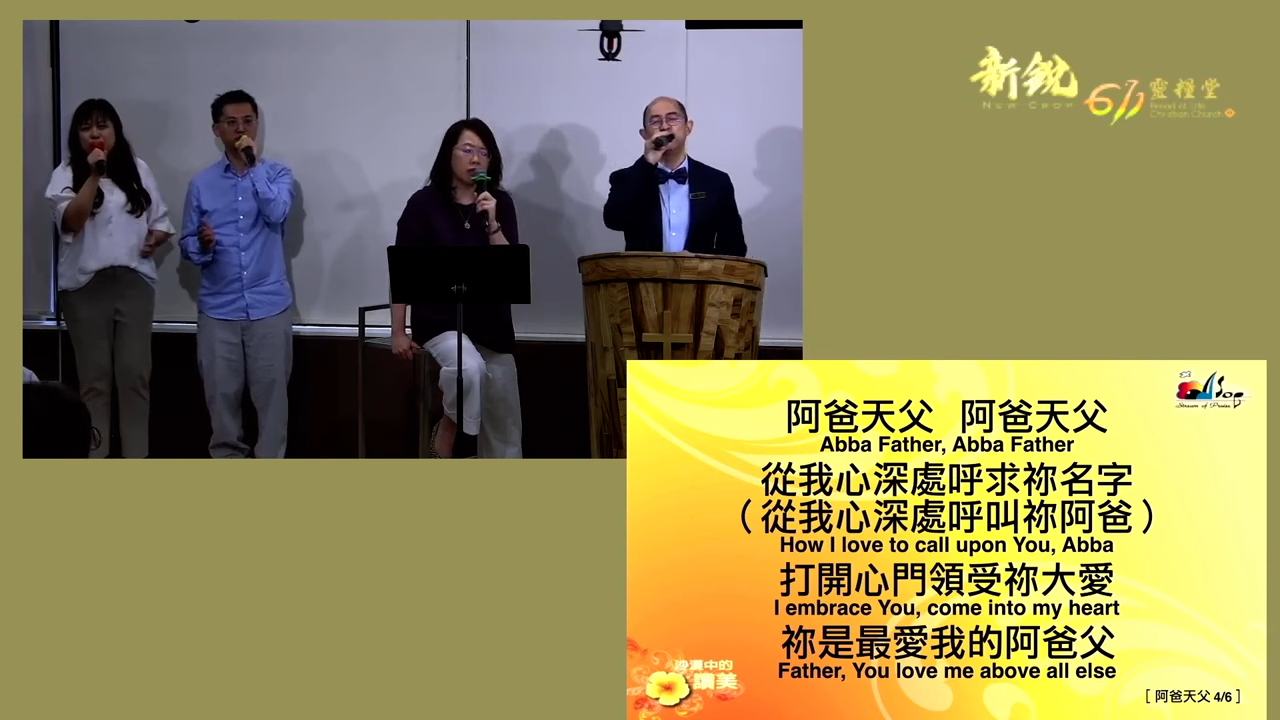 新銳
NEW CROP
611
靈糧堂
Bread of Life
Christian Church
Stream of Praise
阿爸天父 阿爸天父
Abba Father, Abba Father
從我心深處呼求祢名字
（從我心深處呼叫祢阿爸）
How I love to call upon You, Abba
打開心門領受祢大愛
I embrace You, come into my heart
祢是最愛我的阿爸父
Father, You love me above all else
沙漠中的
讚美
［ 阿爸天父 4/6 ］